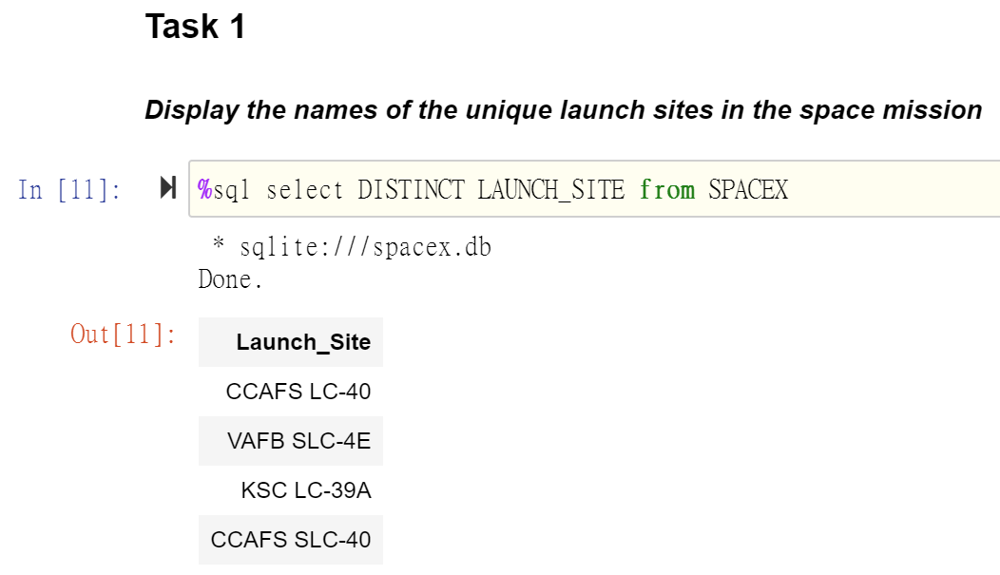 Task 1
Display the names of the unique launch sites in the space mission
In [11]: %sql select DISTINCT LAUNCH_SITE from SPACEX
* sqlite:///spacex.db
Done.
Out[11]:
Launch_Site
CCAFS LC-40
VAFB SLC-4E
KSC LC-39A
CCAFS SLC-40